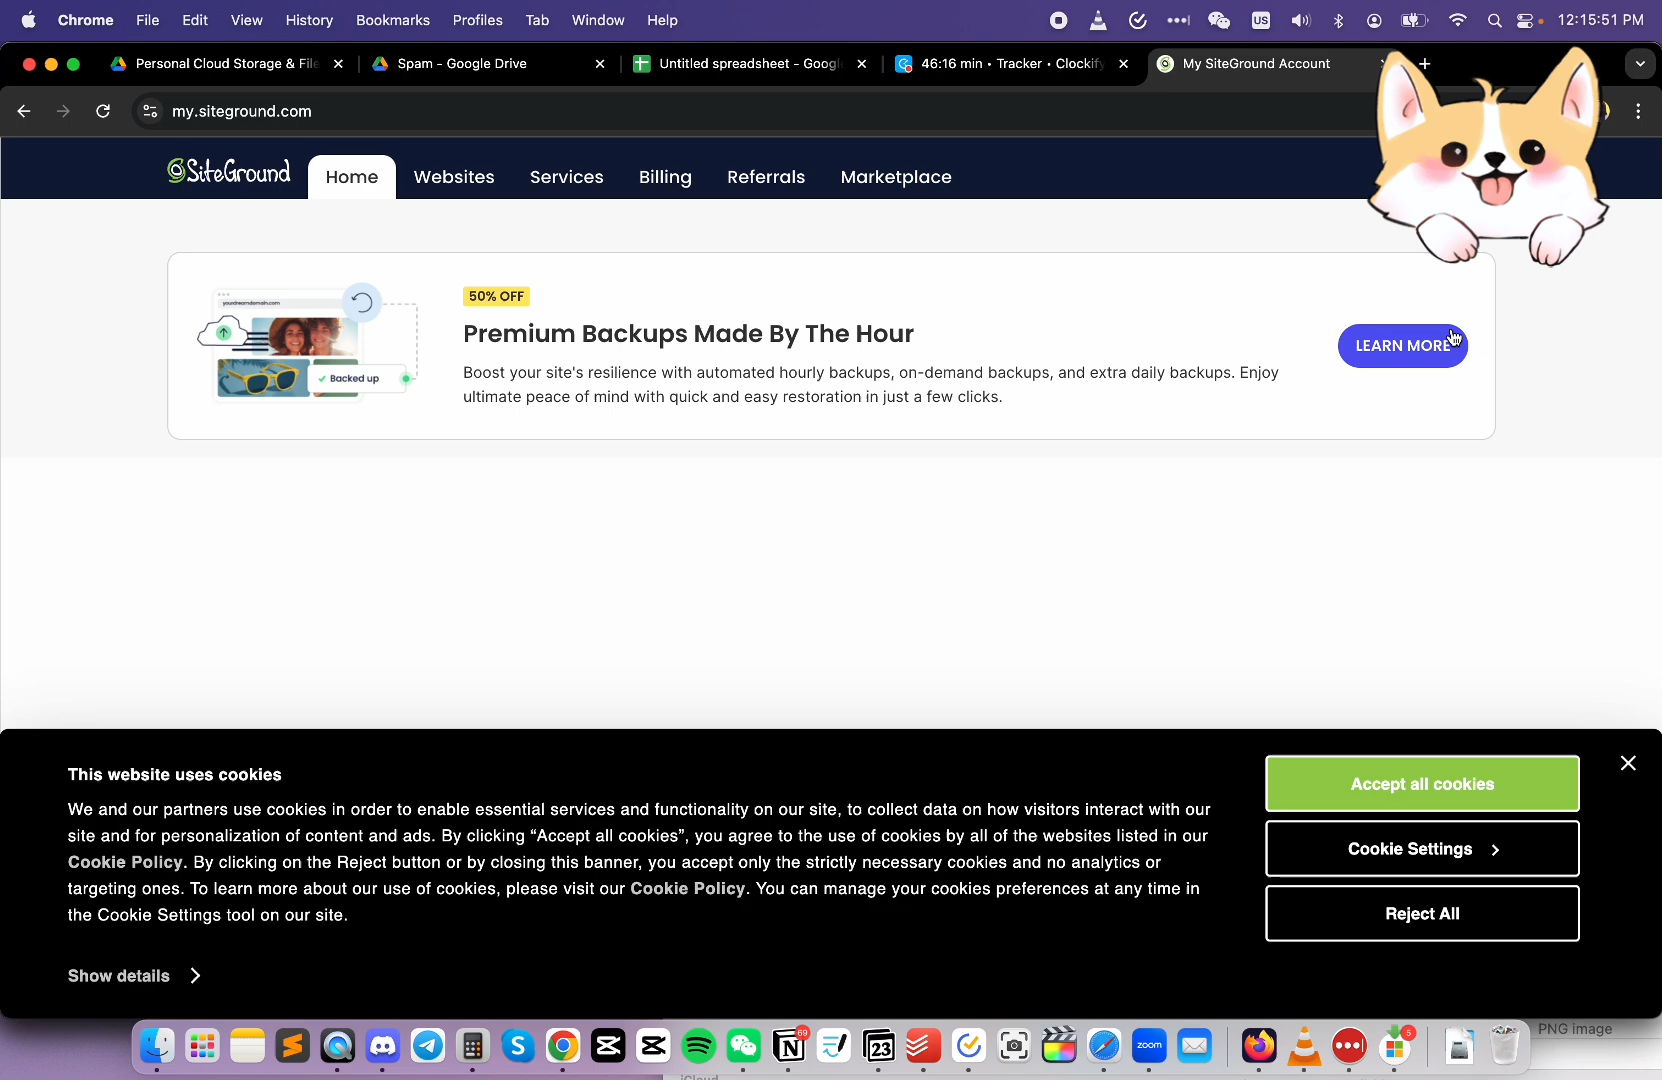 Chrome File Edit View History Bookmarks Profiles Tab Window Help US 12:15:51 PM
Personal Cloud Storage & File Spam - Google Drive Untitled spreadsheet - Googl 46:16 min • Tracker • Clockify My SiteGround Account
my.siteground.com
SiteGround Home Websites Services Billing Referrals Marketplace
50% OFF
yourdreamdomain.com
Premium Backups Made By The Hour
LEARN MORE
Backed up
Boost your site's resilience with automated hourly backups, on-demand backups, and extra daily backups. Enjoy
ultimate peace of mind with quick and easy restoration in just a few clicks.
This website uses cookies
Accept all cookies
We and our partners use cookies in order to enable essential services and functionality on our site, to collect data on how visitors interact with our
site and for personalization of content and ads. By clicking “Accept all cookies”, you agree to the use of cookies by all of the websites listed in our
Cookie Settings
Cookie Policy. By clicking on the Reject button or by closing this banner, you accept only the strictly necessary cookies and no analytics or
targeting ones. To learn more about our use of cookies, please visit our Cookie Policy. You can manage your cookies preferences at any time in
the Cookie Settings tool on our site.
Reject All
Show details
PNG image
69
23
zoom
5
iCloud